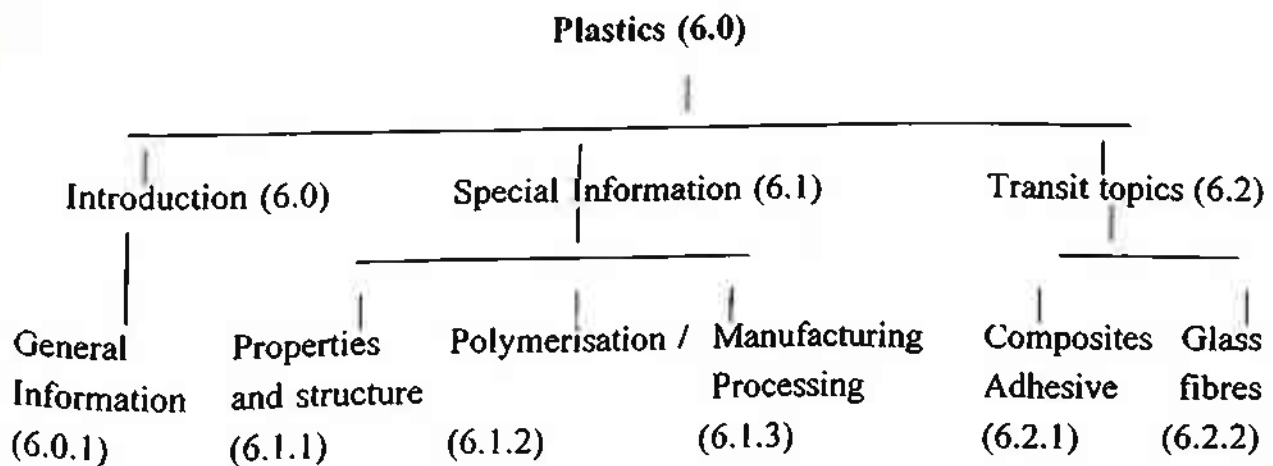 Plastics (6.0)
Introduction (6.0) Special Information (6.1) Transit topics (6.2)
General Properties Polymerisation / Manufacturing Composites Glass
Information and structure Processing Adhesive fibres
(6.0.1) (6.1.1) (6.1.2) (6.1.3) (6.2.1) (6.2.2)